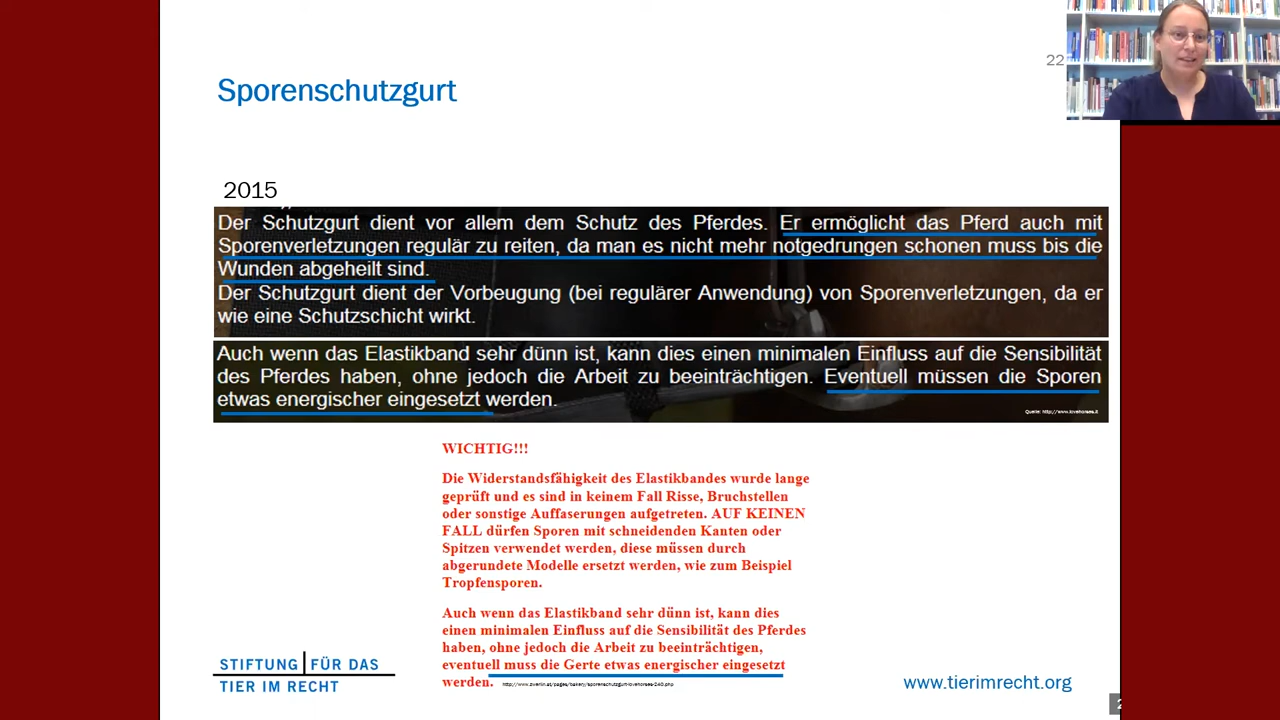 22
Sporenschutzgurt
2015
Der Schutzgurt dient vor allem dem Schutz des Pferdes. Er ermöglicht das Pferd auch mit
Sporenverletzungen regulär zu reiten, da man es nicht mehr notgedrungen schonen muss bis die
Wunden abgeheilt sind.
Der Schutzgurt dient der Vorbeugung (bei regulärer Anwendung) von Sporenverletzungen, da er
wie eine Schutzschicht wirkt.
Auch wenn das Elastikband sehr dünn ist, kann dies einen minimalen Einfluss auf die Sensibilität
des Pferdes haben, ohne jedoch die Arbeit zu beeinträchtigen. Eventuell müssen die Sporen
etwas energischer eingesetzt werden.
Quelle: http://www.lovehorses.it
WICHTIG!!!
Die Widerstandsfähigkeit des Elastikbandes wurde lange
geprüft und es sind in keinem Fall Risse, Bruchstellen
oder sonstige Auffaserungen aufgetreten. AUF KEINEN
FALL dürfen Sporen mit schneidenden Kanten oder
Spitzen verwendet werden, diese müssen durch
abgerundete Modelle ersetzt werden, wie zum Beispiel
Tropfensporen.
Auch wenn das Elastikband sehr dünn ist, kann dies
einen minimalen Einfluss auf die Sensibilität des Pferdes
haben, ohne jedoch die Arbeit zu beeinträchtigen,
eventuell muss die Gerte etwas energischer eingesetzt
werden.
STIFTUNG FÜR DAS
TIER IM RECHT
www.tierimrecht.org